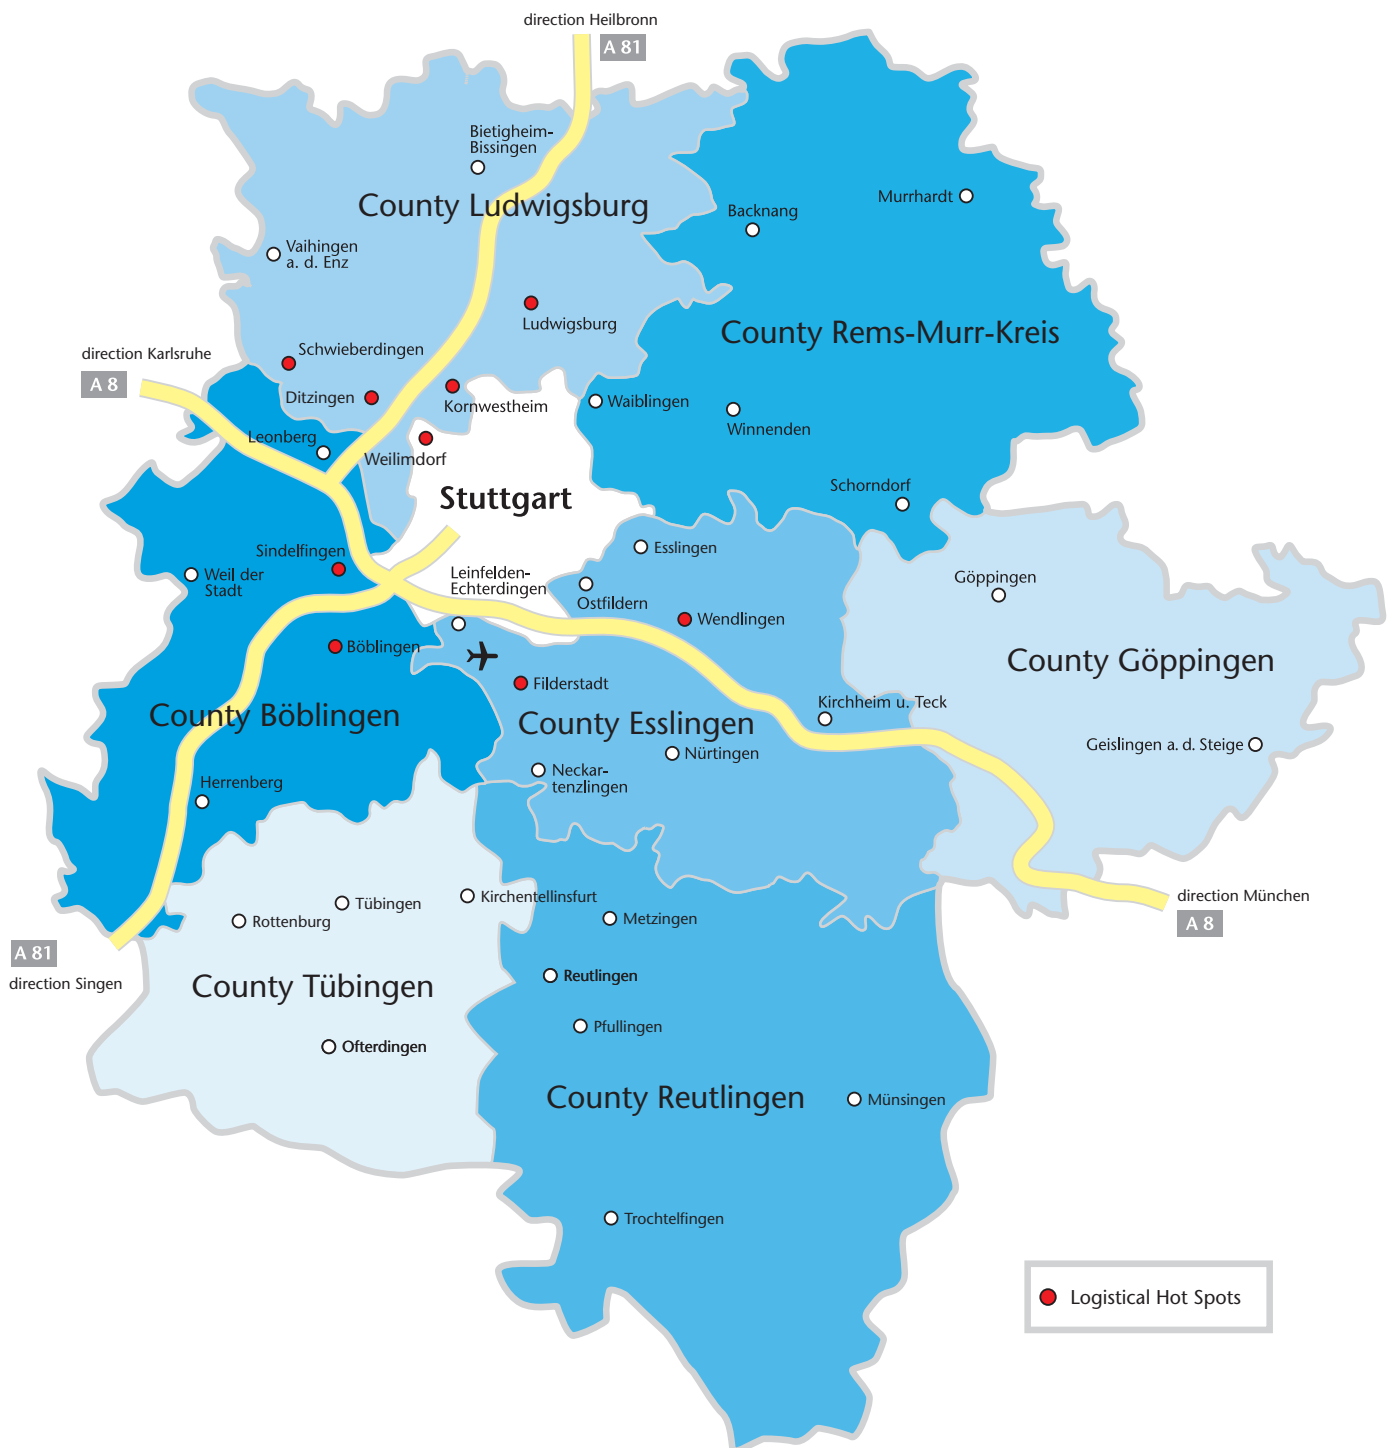 direction Heilbronn
A 81
Bietigheim-
Bissingen
Murrhardt
County Ludwigsburg
Backnang
Vaihingen
a. d. Enz
Ludwigsburg
County Rems-Murr-Kreis
direction Karlsruhe
A 8
Schwieberdingen
Ditzingen
Kornwestheim
Waiblingen
Winnenden
Leonberg
Weilimdorf
Stuttgart
Schorndorf
Sindelfingen
Esslingen
Weil der
Stadt
Leinfelden-
Echterdingen
Ostfildern
Göppingen
Wendlingen
Böblingen
County Göppingen
Filderstadt
County Böblingen
County Esslingen
Kirchheim u. Teck
Nürtingen
Geislingen a. d. Steige
Herrenberg
Neckar-
tenzlingen
Tübingen
Kirchentellinsfurt
direction München
A 8
Rottenburg
Metzingen
A 81
direction Singen
County Tübingen
Reutlingen
Pfullingen
Ofterdingen
County Reutlingen
Münsingen
Trochtelfingen
Logistical Hot Spots